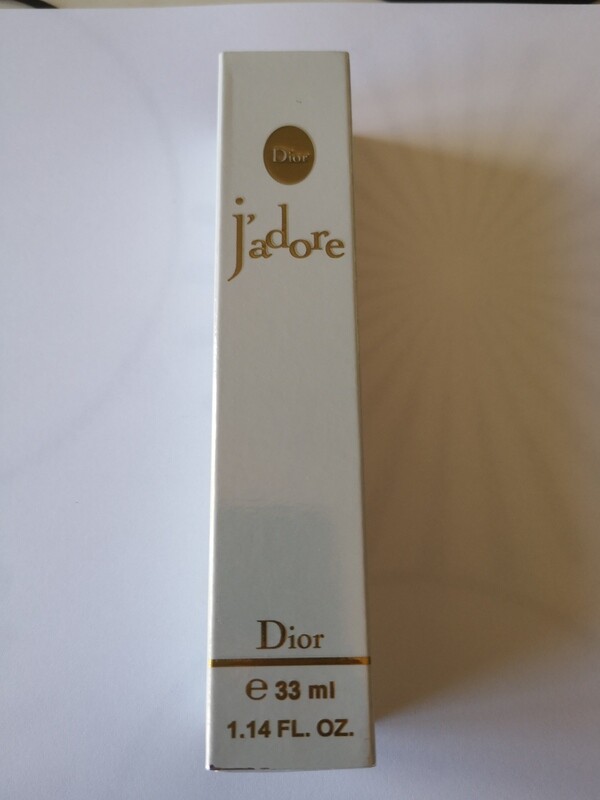 Dior
j'adore
Dior
℮ 33 ml
1.14 FL. OZ.